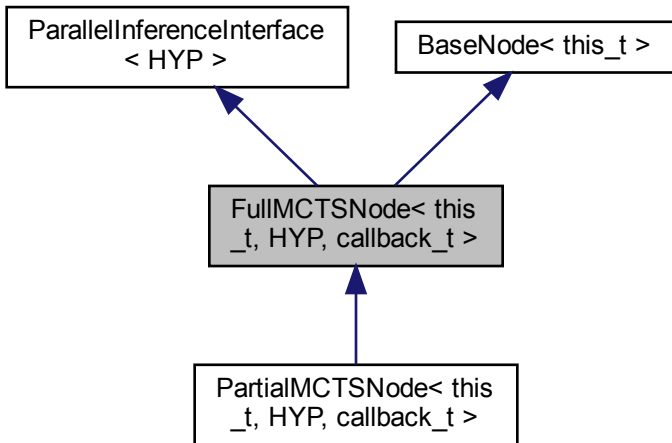 ParallelInferenceInterface
< HYP >
BaseNode< this_t >
FullMCTSNode< this
_t, HYP, callback_t >
PartialMCTSNode< this
_t, HYP, callback_t >